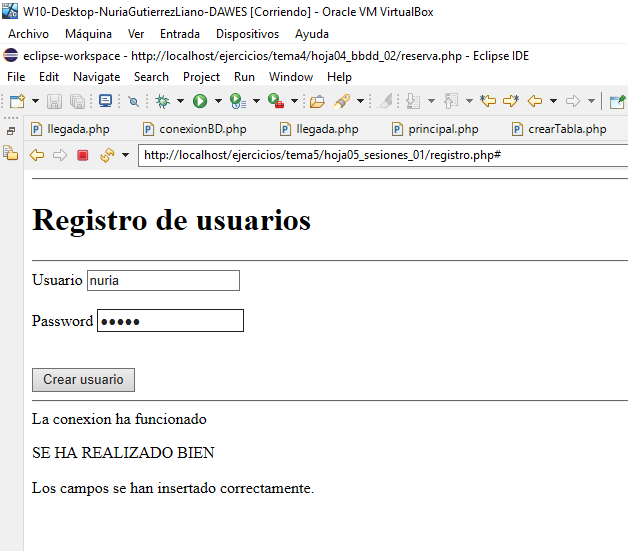 W10-Desktop-NuriaGutierrezLiano-DAWES [Corriendo] - Oracle VM VirtualBox
Archivo Máquina Ver Entrada Dispositivos Ayuda
eclipse-workspace - http://localhost/ejercicios/tema4/hoja04_bbdd_02/reserva.php - Eclipse IDE
File Edit Navigate Search Project Run Window Help
llegada.php conexionBD.php llegada.php principal.php crearTabla.php
http://localhost/ejercicios/tema5/hoja05_sesiones_01/registro.php#
Registro de usuarios
Usuario nuria
Password •••••
Crear usuario
La conexion ha funcionado
SE HA REALIZADO BIEN
Los campos se han insertado correctamente.